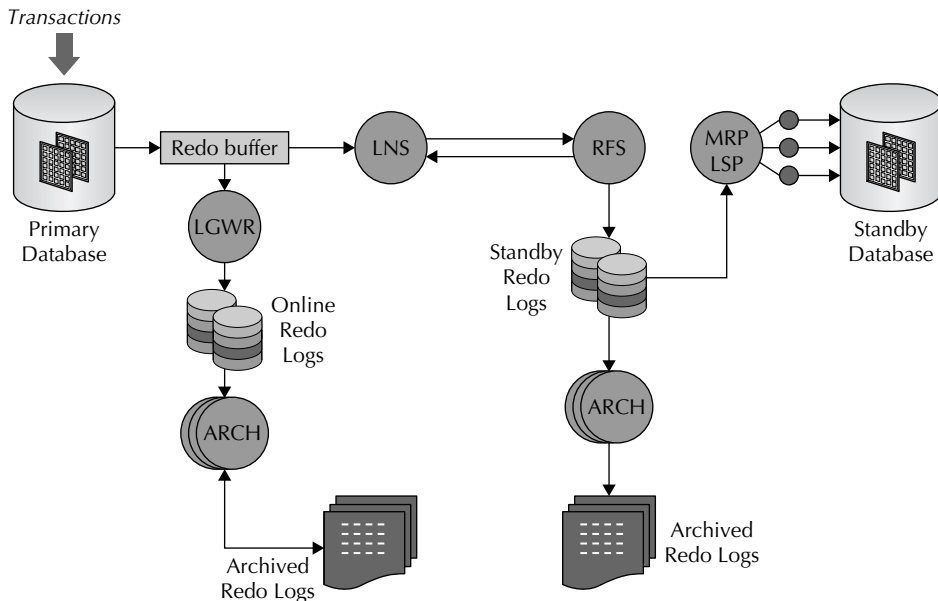 Transactions
Primary
Database
Redo buffer
LNS
RFS
MRP
LSP
Standby
Database
LGWR
Online
Redo
Logs
Standby
Redo
Logs
ARCH
ARCH
Archived
Redo Logs
Archived
Redo Logs